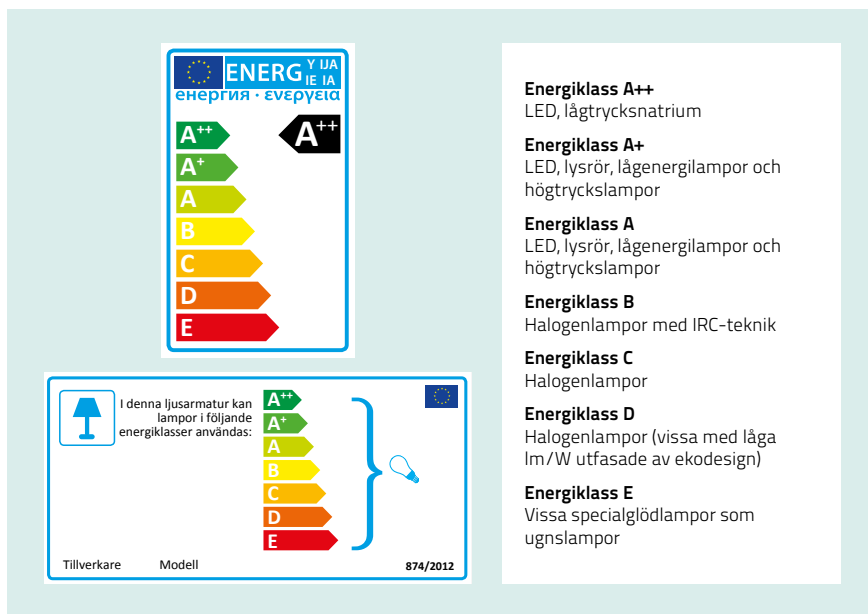 ENERG Y IJA
IE IA
енергия · ενεργεια
A++
A++
A+
A
B
C
D
E
I denna ljusarmatur kan
lampor i följande
energiklasser användas:
A++
A+
A
B
C
D
E
Tillverkare Modell 874/2012
Energiklass A++
LED, lågtrycksnatrium
Energiklass A+
LED, lysrör, lågenergilampor och
högtryckslampor
Energiklass A
LED, lysrör, lågenergilampor och
högtryckslampor
Energiklass B
Halogenlampor med IRC-teknik
Energiklass C
Halogenlampor
Energiklass D
Halogenlampor (vissa med låga
lm/W utfasade av ekodesign)
Energiklass E
Vissa specialglödlampor som
ugnslampor